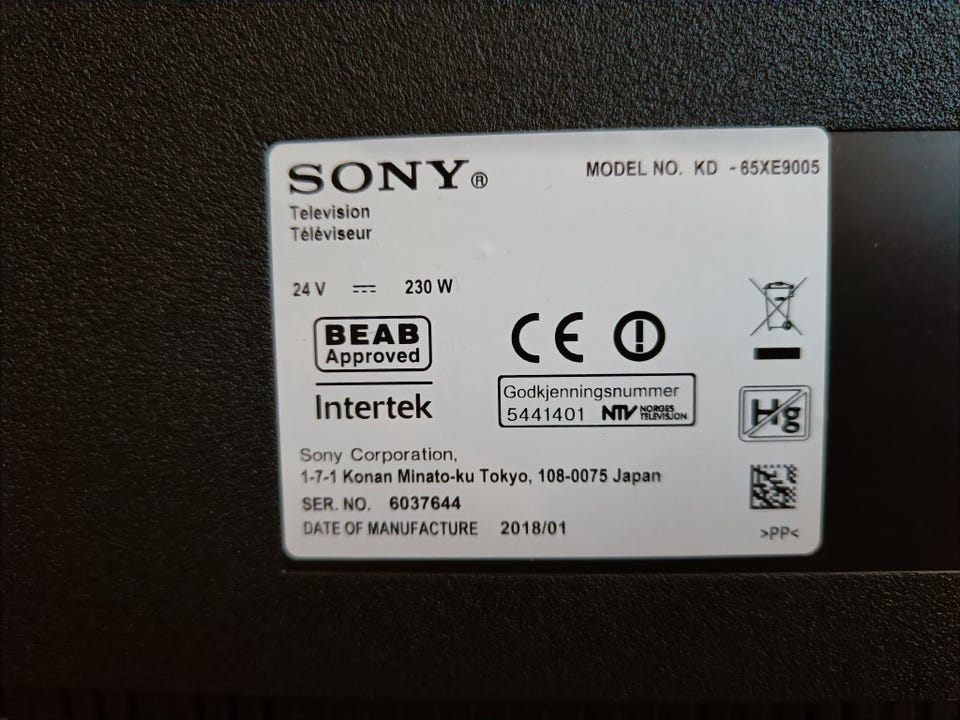 SONY®
MODEL NO. KD -65XE9005
Television
Téléviseur
24 V ⎓ 230 W
BEAB
Approved
Intertek
CE
Godkjenningsnummer
5441401 NTV NORGES TELEVISJON
Hg
Sony Corporation,
1-7-1 Konan Minato-ku Tokyo, 108-0075 Japan
SER. NO. 6037644
DATE OF MANUFACTURE 2018/01
>PP<